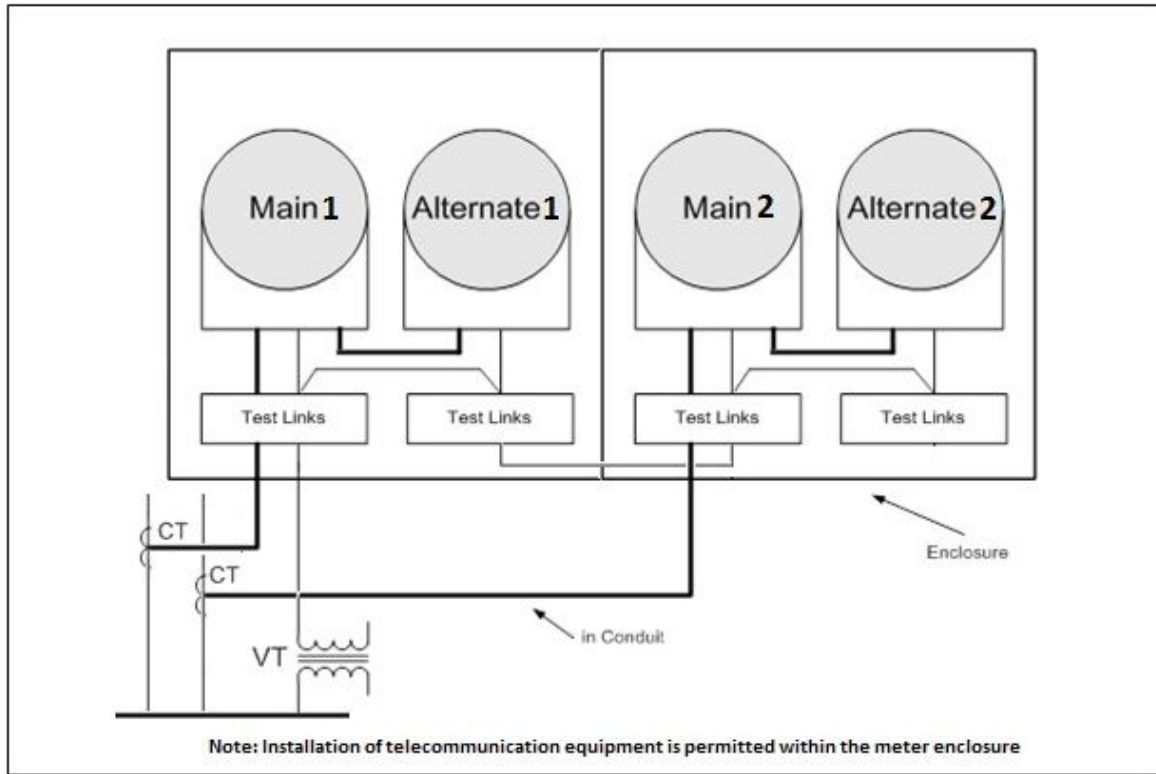 Main 1
Alternate 1
Main 2
Alternate 2
Test Links
Test Links
Test Links
Test Links
CT
CT
Enclosure
in Conduit
VT
Note: Installation of telecommunication equipment is permitted within the meter enclosure